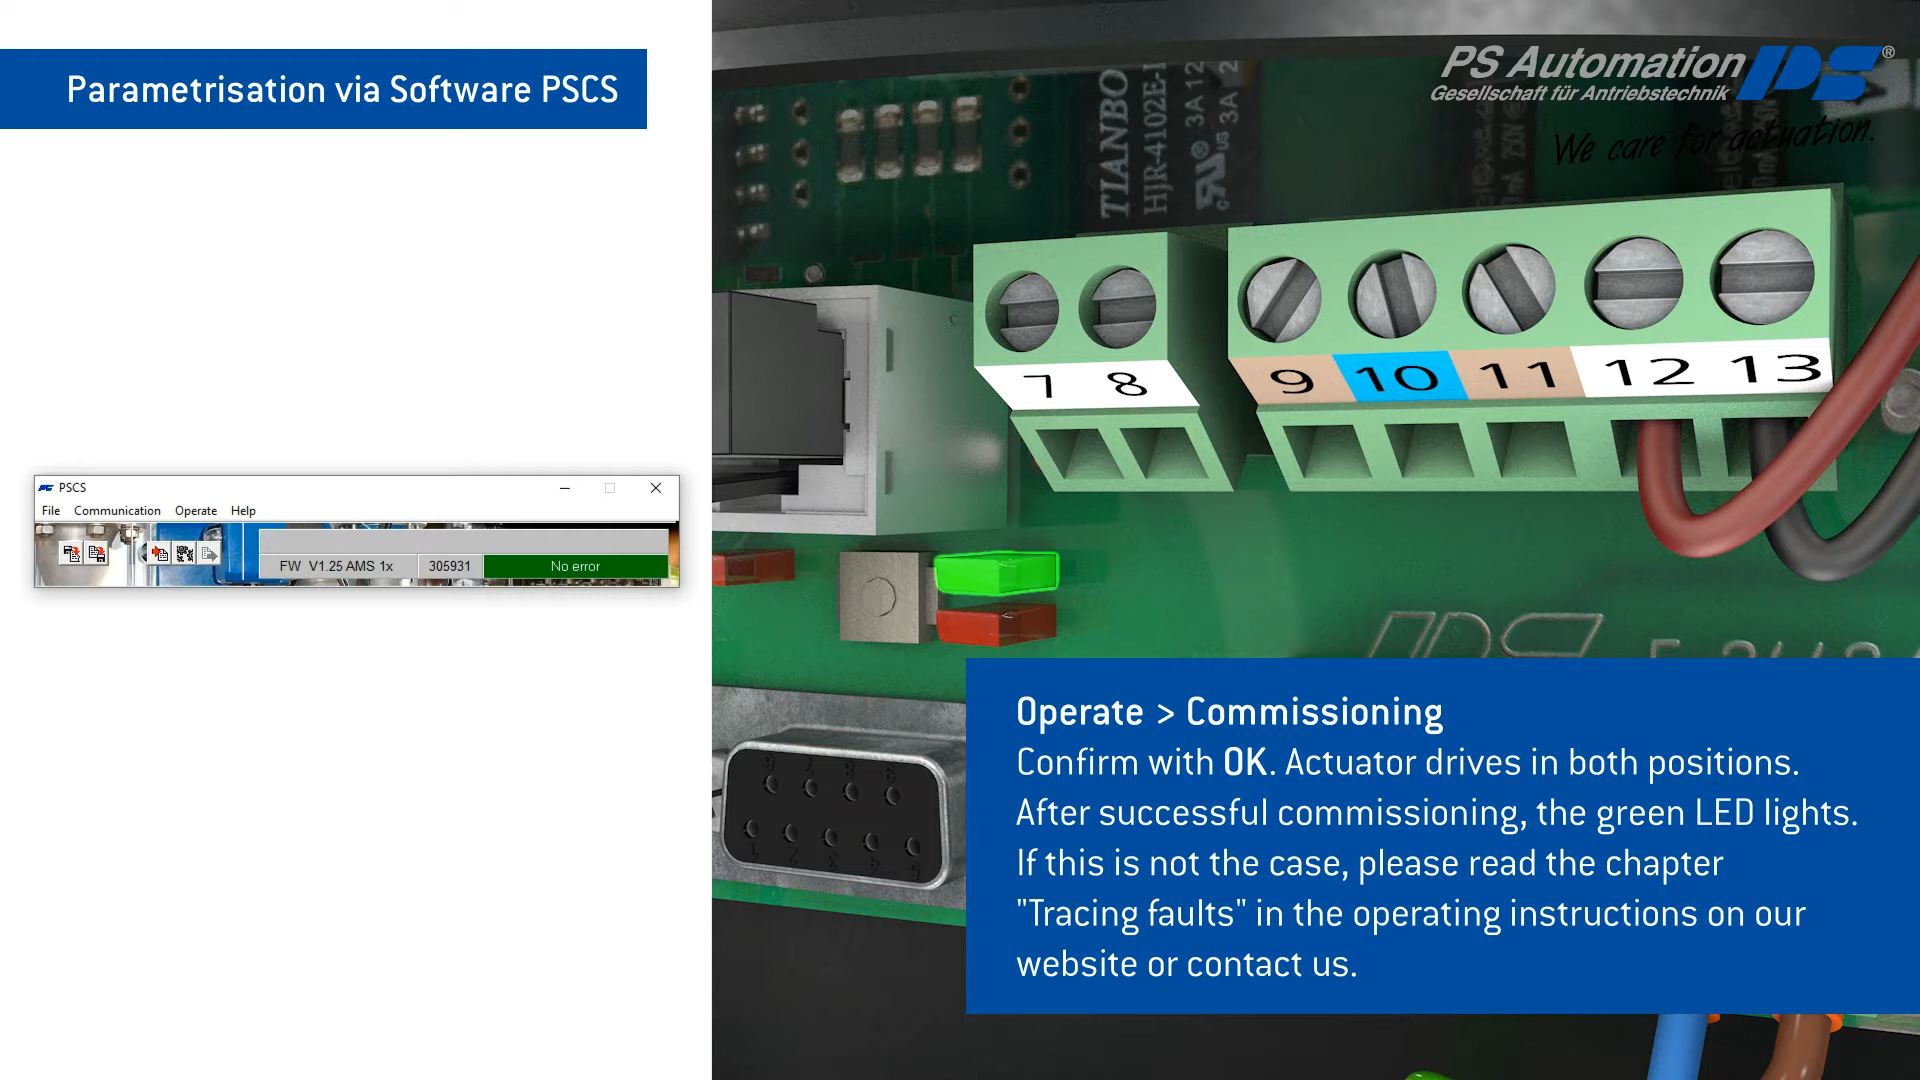 Parametrisation via Software PSCS
PS Automation PS®
Gesellschaft für Antriebstechnik
We care for actuation.
TIANBO
HJR-4102E-
3A 12
3A 2
c US
7 8
9 10 11 12 13
PSCS
File Communication Operate Help
FW V1.25 AMS 1x 305931 No error
Operate > Commissioning
Confirm with OK. Actuator drives in both positions.
After successful commissioning, the green LED lights.
If this is not the case, please read the chapter
"Tracing faults" in the operating instructions on our
website or contact us.